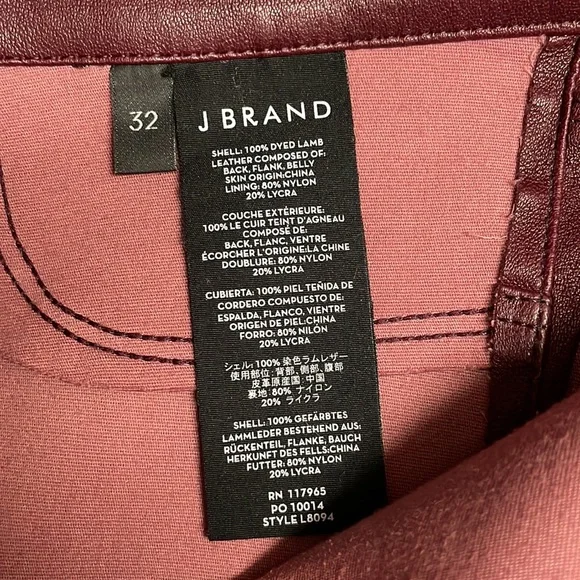 32
J BRAND
SHELL: 100% DYED LAMB
LEATHER COMPOSED OF:
BACK, FLANK, BELLY
SKIN ORIGIN:CHINA
LINING: 80% NYLON
20% LYCRA
COUCHE EXTÉRIEURE:
100% LE CUIR TEINT D'AGNEAU
COMPOSÉ DE:
BACK, FLANC, VENTRE
ÉCORCHER L'ORIGINE:LA CHINE
DOUBLURE: 80% NYLON
20% LYCRA
CUBIERTA: 100% PIEL TEÑIDA DE
CORDERO COMPUESTO DE:
ESPALDA, FLANCO, VIENTRE
ORIGEN DE PIEL:CHINA
FORRO: 80% NILÓN
20% LYCRA
シェル: 100% 染色ラムレザー
使用部位: 背部, 側部, 腹部
皮革原産国: 中国
裏地: 80% ナイロン
20% ライクラ
SHELL: 100% GEFÄRBTES
LAMMLEDER BESTEHEND AUS:
RÜCKENTEIL, FLANKE, BAUCH
HERKUNFT DES FELLS:CHINA
FUTTER: 80% NYLON
20% LYCRA
RN 117965
PO 10014
STYLE L8094